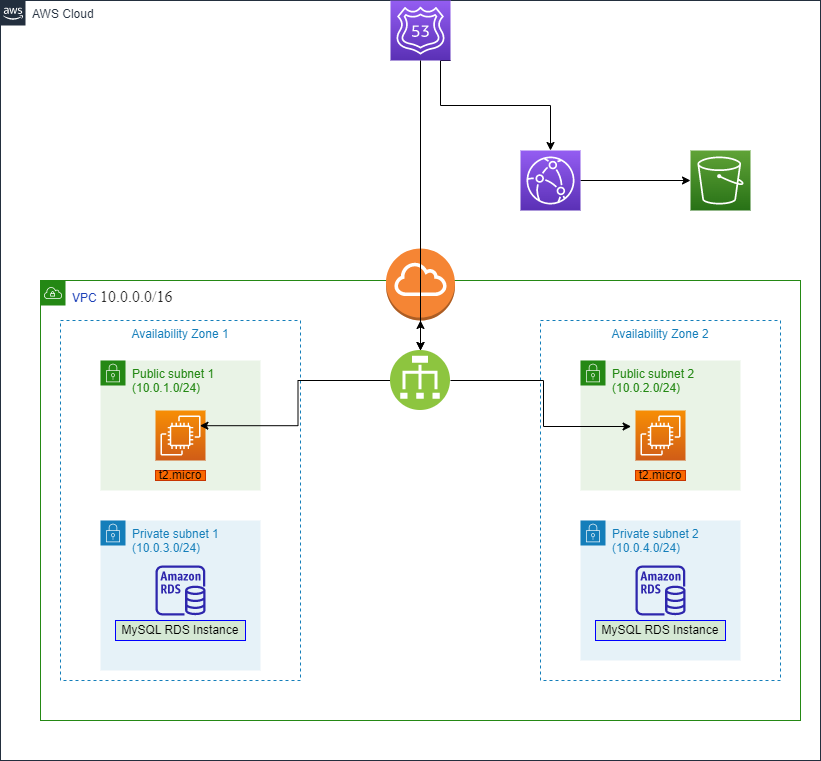 aws
AWS Cloud
53
VPC 10.0.0.0/16
Availability Zone 1
Availability Zone 2
Public subnet 1
(10.0.1.0/24)
Public subnet 2
(10.0.2.0/24)
t2.micro
t2.micro
Private subnet 1
(10.0.3.0/24)
Private subnet 2
(10.0.4.0/24)
Amazon
RDS
Amazon
RDS
MySQL RDS Instance
MySQL RDS Instance